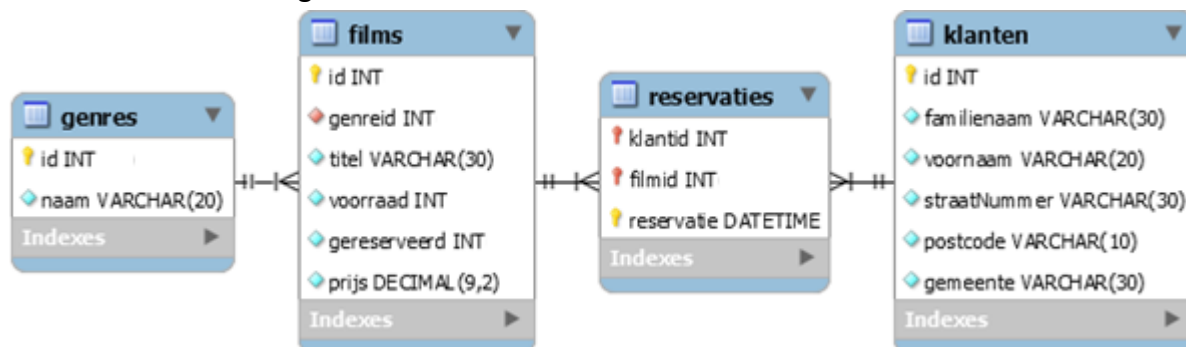 genres
id INT
naam VARCHAR(20)
Indexes
films
id INT
genreid INT
titel VARCHAR(30)
voorraad INT
gereserveerd INT
prijs DECIMAL(9,2)
Indexes
reservaties
klantid INT
filmid INT
reservatie DATETIME
Indexes
klanten
id INT
familienaam VARCHAR(30)
voornaam VARCHAR(20)
straatNummer VARCHAR(30)
postcode VARCHAR(10)
gemeente VARCHAR(30)
Indexes